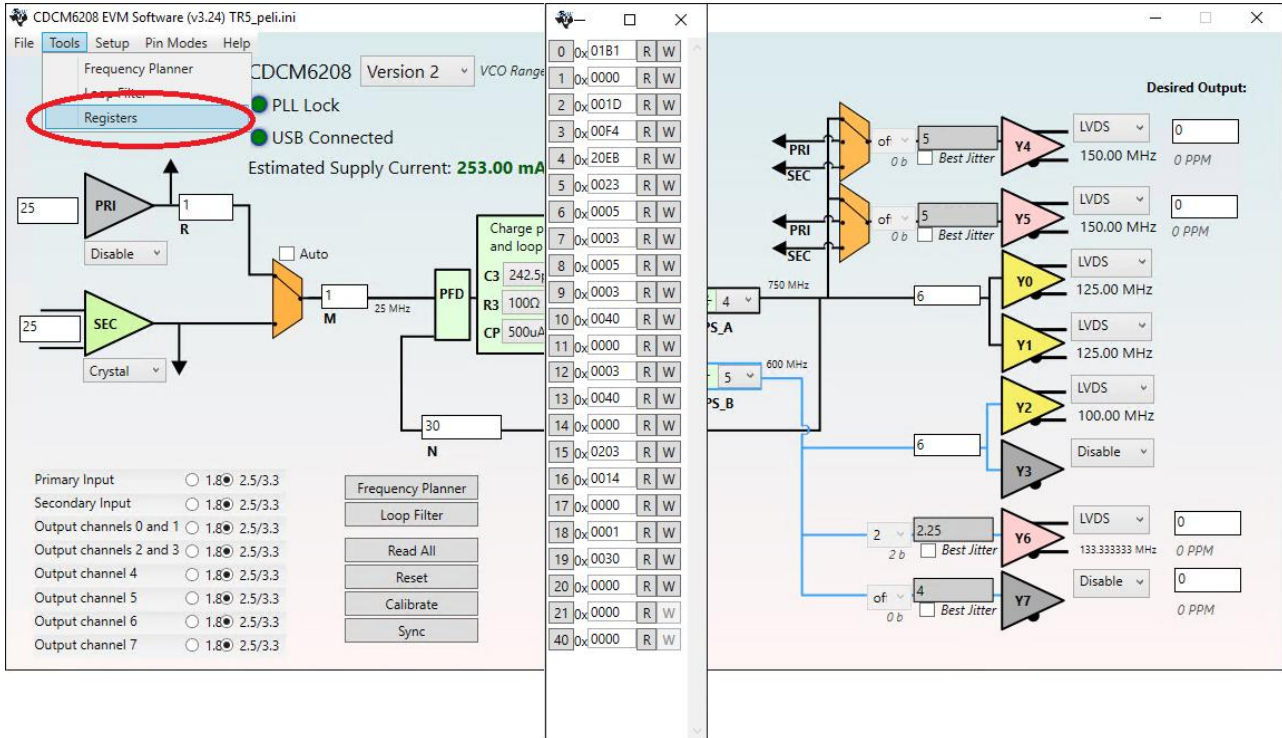 CDCM6208 EVM Software (v3.24) TR5_peli.ini
File Tools Setup Pin Modes Help
Frequency Planner
Loop Filter
Registers
CDCM6208 Version 2 VCO Range
PLL Lock
USB Connected
Estimated Supply Current: 253.00 mA
25
PRI
1
R
Disable
Auto
25
SEC
Crystal
1
M
25 MHz
PFD
Charge p
and loop
C3 242.5p
R3 100Ω
CP 500uA
30
N
Primary Input 1.8 2.5/3.3
Secondary Input 1.8 2.5/3.3
Output channels 0 and 1 1.8 2.5/3.3
Output channels 2 and 3 1.8 2.5/3.3
Output channel 4 1.8 2.5/3.3
Output channel 5 1.8 2.5/3.3
Output channel 6 1.8 2.5/3.3
Output channel 7 1.8 2.5/3.3
Frequency Planner
Loop Filter
Read All
Reset
Calibrate
Sync
0 0x 01B1 R W
1 0x 0000 R W
2 0x 001D R W
3 0x 00F4 R W
4 0x 20EB R W
5 0x 0023 R W
6 0x 0005 R W
7 0x 0003 R W
8 0x 0005 R W
9 0x 0003 R W
10 0x 0040 R W
11 0x 0000 R W
12 0x 0003 R W
13 0x 0040 R W
14 0x 0000 R W
15 0x 0203 R W
16 0x 0014 R W
17 0x 0000 R W
18 0x 0001 R W
19 0x 0030 R W
20 0x 0000 R W
21 0x 0000 R W
40 0x 0000 R W
Desired Output:
PRI
SEC
of 5
0 b Best Jitter
Y4
LVDS 0
150.00 MHz 0 PPM
PRI
SEC
of 5
0 b Best Jitter
Y5
LVDS 0
150.00 MHz 0 PPM
750 MHz
÷ 4
PS_A
6
Y0
LVDS
125.00 MHz
Y1
LVDS
125.00 MHz
600 MHz
÷ 5
PS_B
6
Y2
LVDS
100.00 MHz
Y3
Disable
2 2.25
2 b Best Jitter
Y6
LVDS 0
133.333333 MHz 0 PPM
of 4
0 b Best Jitter
Y7
Disable 0
0 PPM